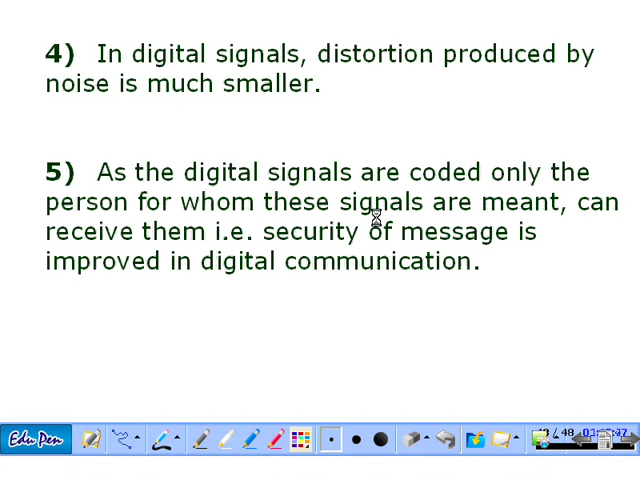 4) In digital signals, distortion produced by
noise is much smaller.
5) As the digital signals are coded only the
person for whom these signals are meant, can
receive them i.e. security of message is
improved in digital communication.
Edu Pen
/ 48